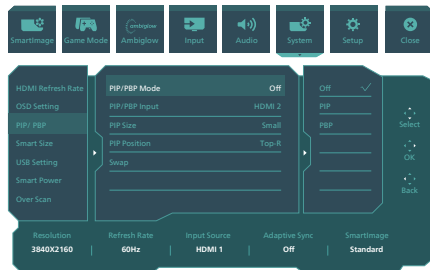 SmartImage
Game Mode
ambiglow
Ambiglow
Input
Audio
System
Setup
Close
HDMI Refresh Rate
OSD Setting
PIP/ PBP
Smart Size
USB Setting
Smart Power
Over Scan
PIP/PBP Mode Off
PIP/PBP Input HDMI 2
PIP Size Small
PIP Position Top-R
Swap
Off
PIP
PBP
Select
OK
Back
Resolution Refresh Rate Input Source Adaptive Sync SmartImage
3840X2160 60Hz HDMI 1 Off Standard